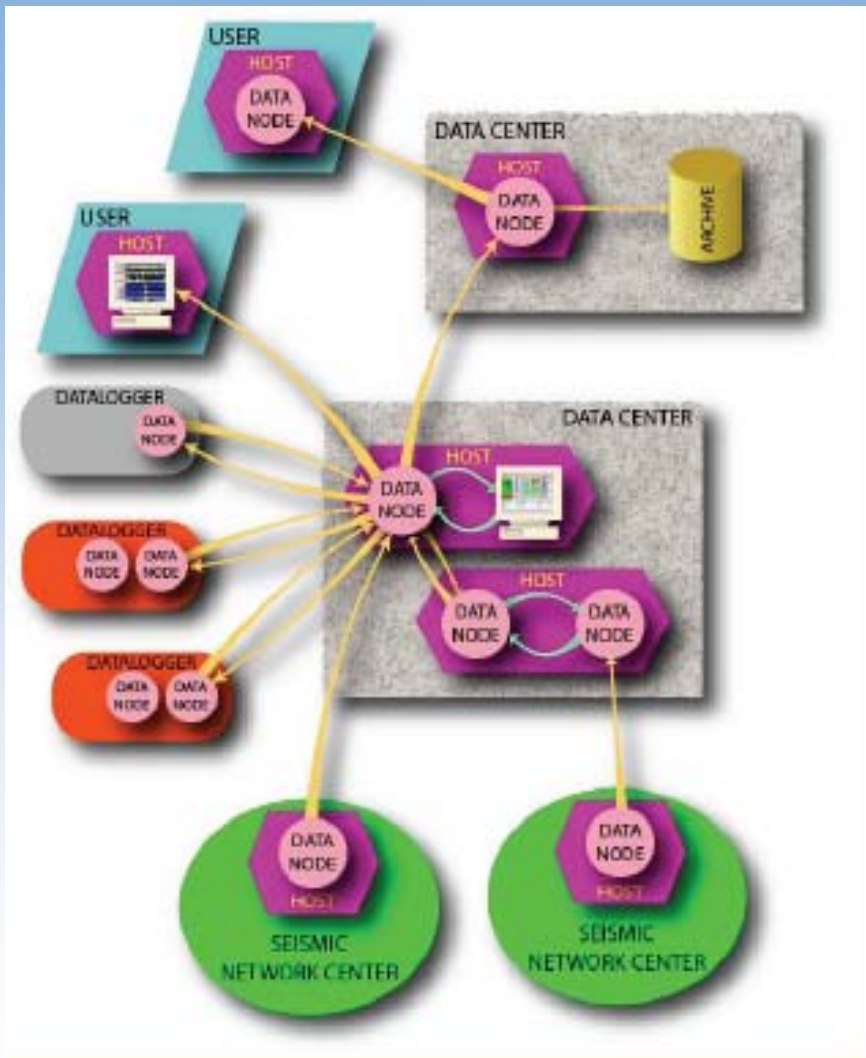 USER
HOST
DATA
NODE
DATA CENTER
HOST
DATA
NODE
ARCHIVE
USER
HOST
DATALOGGER
DATA
NODE
DATA CENTER
HOST
DATA
NODE
DATALOGGER
DATA
NODE
DATA
NODE
HOST
DATA
NODE
DATA
NODE
DATALOGGER
DATA
NODE
DATA
NODE
DATA
NODE
HOST
SEISMIC
NETWORK CENTER
DATA
NODE
HOST
SEISMIC
NETWORK CENTER